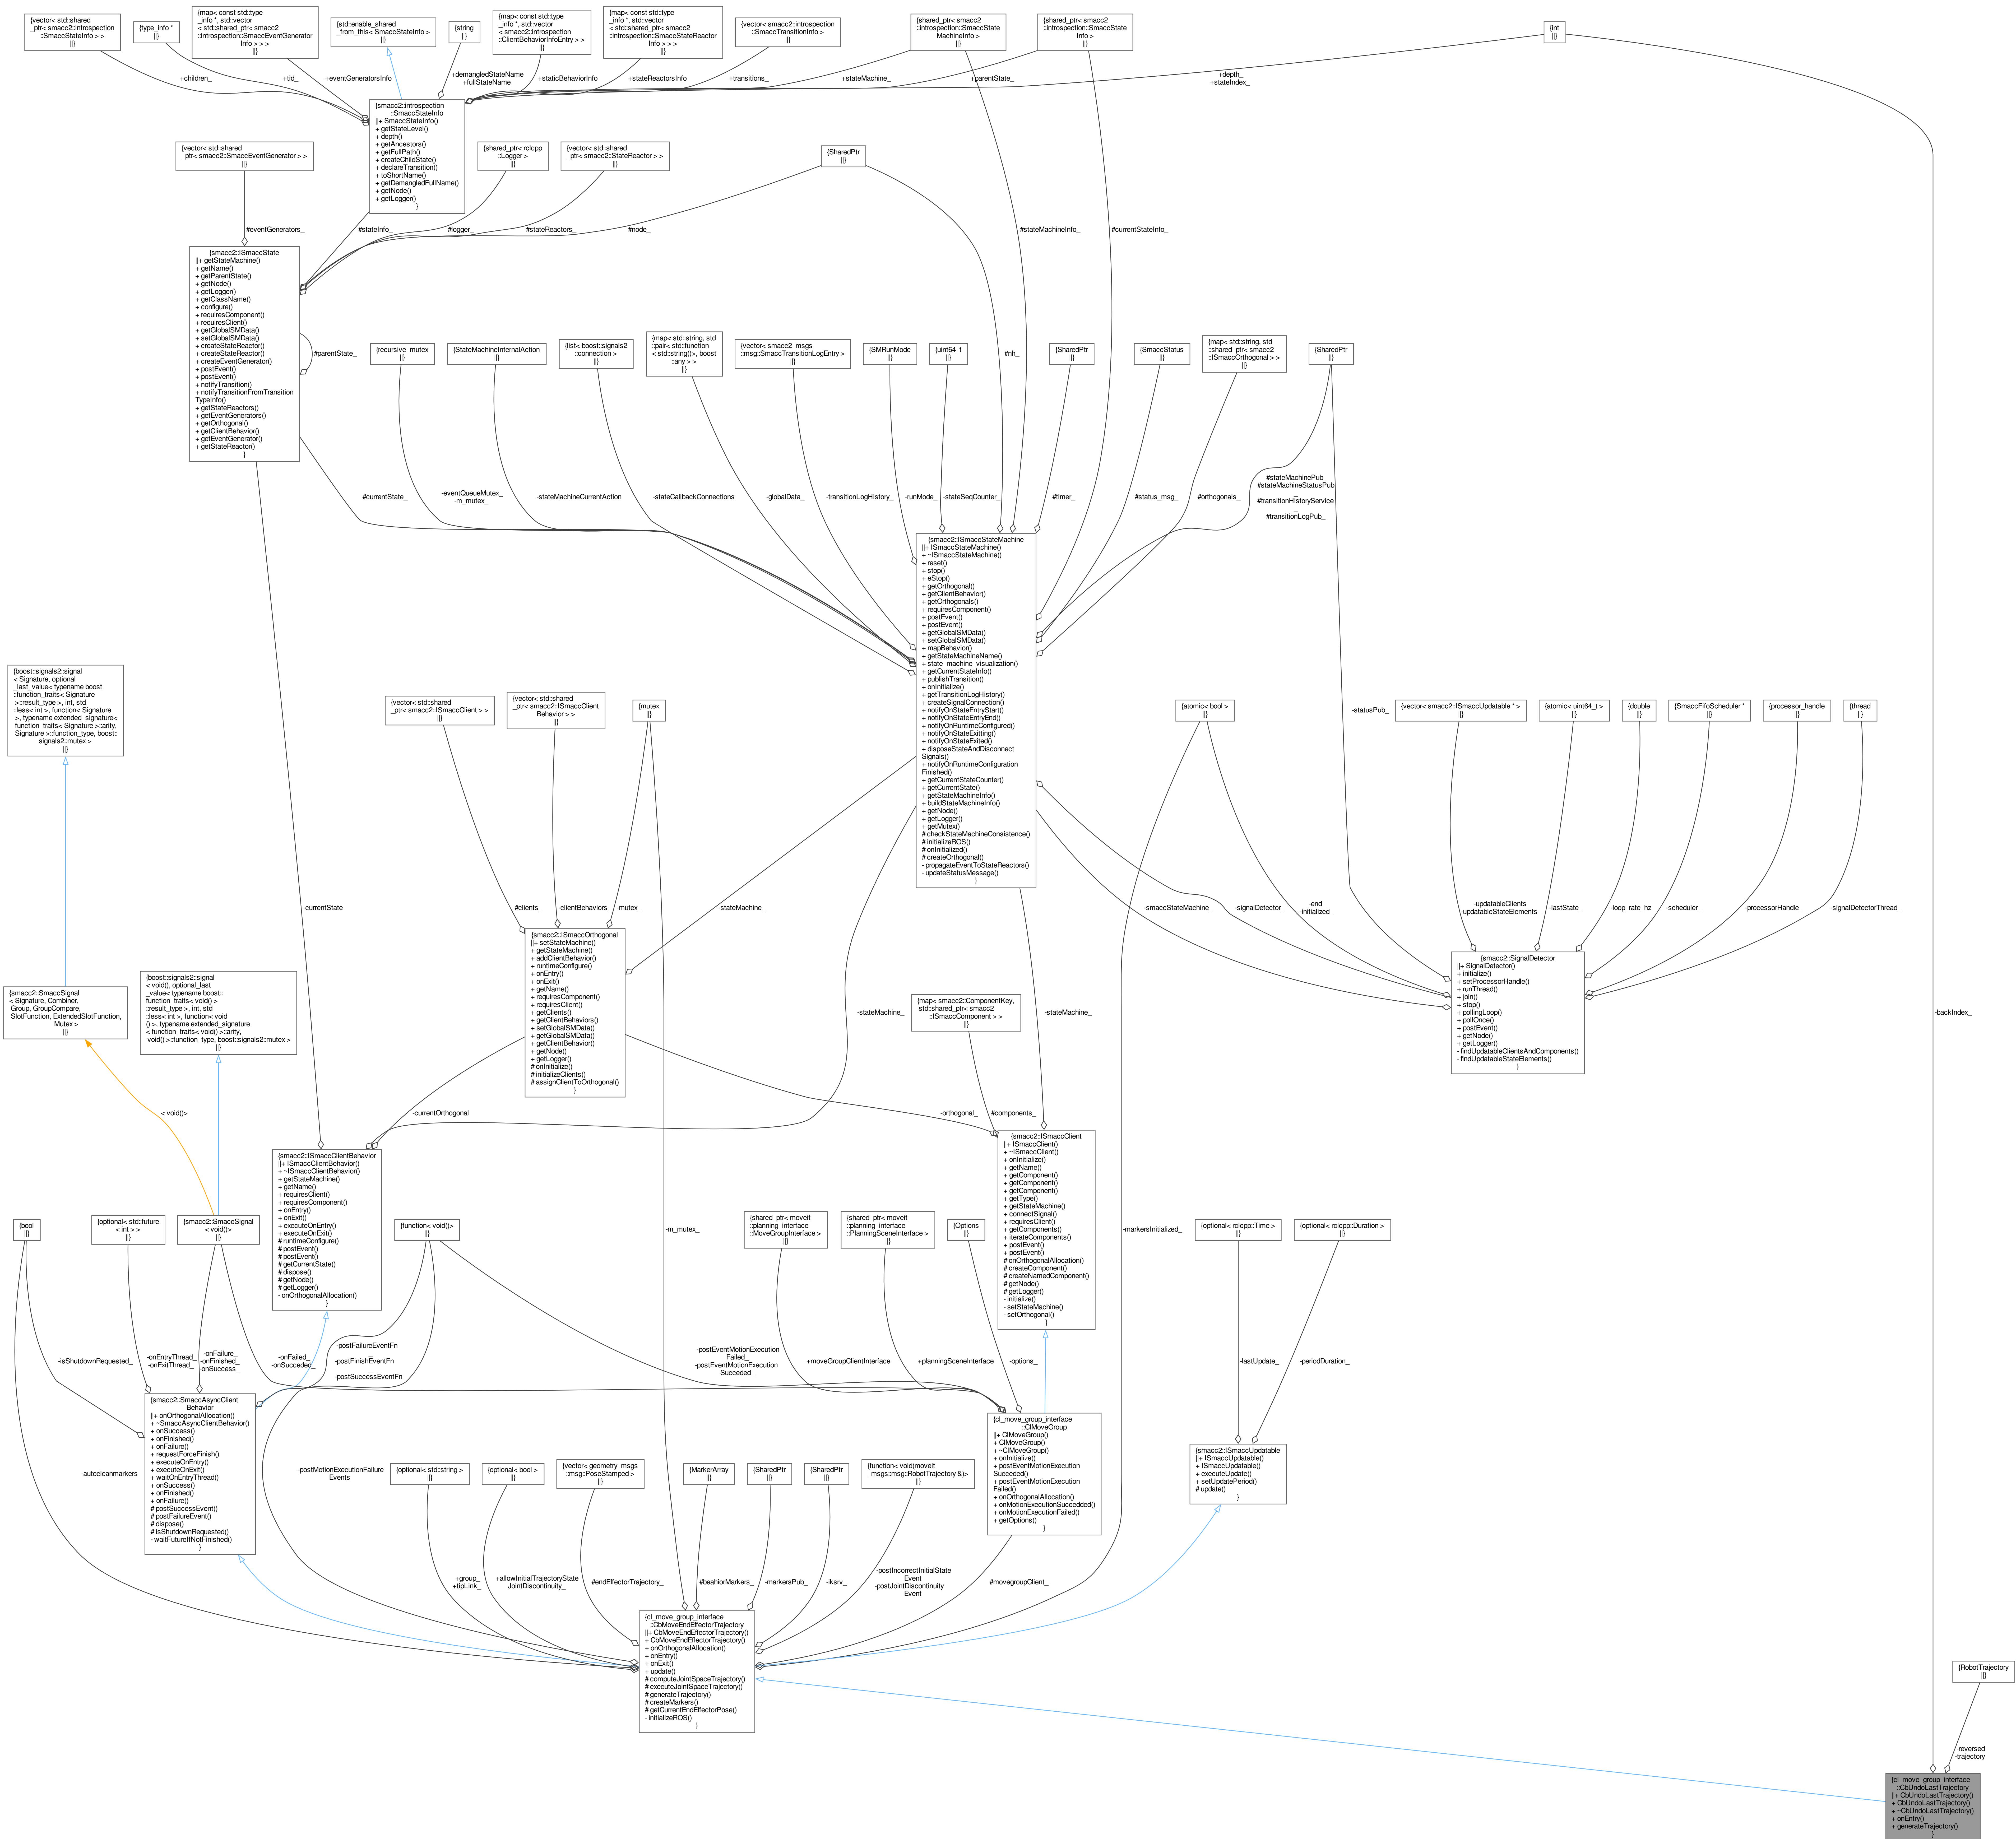 {vector< std::shared
_ptr< smacc2::introspection
::SmaccStateInfo > >
||}
{type_info *
||}
{map< const std::type
_info *, std::vector
< std::shared_ptr< smacc2
::introspection::SmaccEventGenerator
Info > > >
||}
{std::enable_shared
_from_this< SmaccStateInfo >
||}
{string
||}
{map< const std::type
_info *, std::vector
< smacc2::introspection
::ClientBehaviorInfoEntry > >
||}
{map< const std::type
_info *, std::vector
< std::shared_ptr< smacc2
::introspection::SmaccStateReactor
Info > > >
||}
{vector< smacc2::introspection
::SmaccTransitionInfo >
||}
{shared_ptr< smacc2
::introspection::SmaccState
MachineInfo >
||}
{shared_ptr< smacc2
::introspection::SmaccState
Info >
||}
{int
||}
+children_
+tid_
+eventGeneratorsInfo
+demangledStateName
+fullStateName
+staticBehaviorInfo
+stateReactorsInfo
+transitions_
+stateMachine_
+parentState_
+depth_
+stateIndex_
{smacc2::introspection
::SmaccStateInfo
||+ SmaccStateInfo()
+ getStateLevel()
+ depth()
+ getAncestors()
+ getFullPath()
+ createChildState()
+ declareTransition()
+ toShortName()
+ getDemangledFullName()
+ getNode()
+ getLogger()
}
{vector< std::shared
_ptr< smacc2::SmaccEventGenerator > >
||}
{shared_ptr< rclcpp
::Logger >
||}
{vector< std::shared
_ptr< smacc2::StateReactor > >
||}
{SharedPtr
||}
#eventGenerators_
#stateInfo_
#logger_
#stateReactors_
#node_
#stateMachineInfo_
#currentStateInfo_
{smacc2::ISmaccState
||+ getStateMachine()
+ getName()
+ getParentState()
+ getNode()
+ getLogger()
+ getClassName()
+ configure()
+ requiresComponent()
+ requiresClient()
+ getGlobalSMData()
+ setGlobalSMData()
+ createStateReactor()
+ createStateReactor()
+ createEventGenerator()
+ postEvent()
+ postEvent()
+ notifyTransition()
+ notifyTransitionFromTransition
TypeInfo()
+ getStateReactors()
+ getEventGenerators()
+ getOrthogonal()
+ getClientBehavior()
+ getEventGenerator()
+ getStateReactor()
}
#parentState_
{recursive_mutex
||}
{StateMachineInternalAction
||}
{list< boost::signals2
::connection >
||}
{map< std::string, std
::pair< std::function
< std::string()>, boost
::any > >
||}
{vector< smacc2_msgs
::msg::SmaccTransitionLogEntry >
||}
{SMRunMode
||}
{uint64_t
||}
#nh_
{SharedPtr
||}
{SmaccStatus
||}
{map< std::string, std
::shared_ptr< smacc2
::ISmaccOrthogonal > >
||}
{SharedPtr
||}
#currentState_
-eventQueueMutex_
-m_mutex_
-stateMachineCurrentAction
-stateCallbackConnections
-globalData_
-transitionLogHistory_
-runMode_
-stateSeqCounter_
#timer_
#status_msg_
#orthogonals_
#stateMachinePub_
#stateMachineStatusPub
_
#transitionHistoryService
_
#transitionLogPub_
{smacc2::ISmaccStateMachine
||+ ISmaccStateMachine()
+ ~ISmaccStateMachine()
+ reset()
+ stop()
+ eStop()
+ getOrthogonal()
+ getClientBehavior()
+ getOrthogonals()
+ requiresComponent()
+ postEvent()
+ postEvent()
+ getGlobalSMData()
+ setGlobalSMData()
+ mapBehavior()
+ getStateMachineName()
+ state_machine_visualization()
+ getCurrentStateInfo()
+ publishTransition()
+ onInitialize()
+ getTransitionLogHistory()
+ createSignalConnection()
+ notifyOnStateEntryStart()
+ notifyOnStateEntryEnd()
+ notifyOnRuntimeConfigured()
+ notifyOnStateExitting()
+ notifyOnStateExited()
+ disposeStateAndDisconnect
Signals()
+ notifyOnRuntimeConfiguration
Finished()
+ getCurrentStateCounter()
+ getCurrentState()
+ getStateMachineInfo()
+ buildStateMachineInfo()
+ getNode()
+ getLogger()
+ getMutex()
# checkStateMachineConsistence()
# initializeROS()
# onInitialized()
# createOrthogonal()
- propagateEventToStateReactors()
- updateStatusMessage()
}
{boost::signals2::signal
< Signature, optional
_last_value< typename boost
::function_traits< Signature
>::result_type >, int, std
::less< int >, function< Signature
>, typename extended_signature<
function_traits< Signature >::arity,
Signature >::function_type, boost::
signals2::mutex >
||}
{vector< std::shared
_ptr< smacc2::ISmaccClient > >
||}
{vector< std::shared
_ptr< smacc2::ISmaccClient
Behavior > >
||}
{mutex
||}
{atomic< bool >
||}
-statusPub_
{vector< smacc2::ISmaccUpdatable * >
||}
{atomic< uint64_t >
||}
{double
||}
{SmaccFifoScheduler *
||}
{processor_handle
||}
{thread
||}
-currentState
#clients_
-clientBehaviors_
-mutex_
-stateMachine_
-smaccStateMachine_
-signalDetector_
-end_
-initialized_
-updatableClients_
-updatableStateElements_
-lastState_
-loop_rate_hz
-scheduler_
-processorHandle_
-signalDetectorThread_
{smacc2::ISmaccOrthogonal
||+ setStateMachine()
+ getStateMachine()
+ addClientBehavior()
+ runtimeConfigure()
+ onEntry()
+ onExit()
+ getName()
+ requiresComponent()
+ requiresClient()
+ getClients()
+ getClientBehaviors()
+ setGlobalSMData()
+ getGlobalSMData()
+ getClientBehavior()
+ getNode()
+ getLogger()
# onInitialize()
# initializeClients()
# assignClientToOrthogonal()
}
{smacc2::SignalDetector
||+ SignalDetector()
+ initialize()
+ setProcessorHandle()
+ runThread()
+ join()
+ stop()
+ pollingLoop()
+ pollOnce()
+ postEvent()
+ getNode()
+ getLogger()
- findUpdatableClientsAndComponents()
- findUpdatableStateElements()
}
{smacc2::SmaccSignal
< Signature, Combiner,
Group, GroupCompare,
SlotFunction, ExtendedSlotFunction,
Mutex >
||}
{boost::signals2::signal
< void(), optional_last
_value< typename boost::
function_traits< void() >
::result_type >, int, std
::less< int >, function< void
() >, typename extended_signature
< function_traits< void() >::arity,
void() >::function_type, boost::signals2::mutex >
||}
{map< smacc2::ComponentKey,
std::shared_ptr< smacc2
::ISmaccComponent > >
||}
-stateMachine_
-stateMachine_
-backIndex_
< void()>
-currentOrthogonal
-orthogonal_
#components_
{smacc2::ISmaccClientBehavior
||+ ISmaccClientBehavior()
+ ~ISmaccClientBehavior()
+ getStateMachine()
+ getName()
+ requiresClient()
+ requiresComponent()
+ onEntry()
+ onExit()
+ executeOnEntry()
+ executeOnExit()
# runtimeConfigure()
# postEvent()
# postEvent()
# getCurrentState()
# dispose()
# getNode()
# getLogger()
- onOrthogonalAllocation()
}
{smacc2::ISmaccClient
||+ ISmaccClient()
+ ~ISmaccClient()
+ onInitialize()
+ getName()
+ getComponent()
+ getComponent()
+ getComponent()
+ getType()
+ getStateMachine()
+ connectSignal()
+ requiresClient()
+ getComponents()
+ iterateComponents()
+ postEvent()
+ postEvent()
# onOrthogonalAllocation()
# createComponent()
# createNamedComponent()
# getNode()
# getLogger()
- initialize()
- setStateMachine()
- setOrthogonal()
}
{bool
||}
{optional< std::future
< int > >
||}
{smacc2::SmaccSignal
< void()>
||}
{function< void()>
||}
-m_mutex_
{shared_ptr< moveit
::planning_interface
::MoveGroupInterface >
||}
{shared_ptr< moveit
::planning_interface
::PlanningSceneInterface >
||}
{Options
||}
-markersInitialized_
{optional< rclcpp::Time >
||}
{optional< rclcpp::Duration >
||}
-isShutdownRequested_
-onEntryThread_
-onExitThread_
-onFailure_
-onFinished_
-onSuccess_
-onFailed_
-onSucceded_
-postFailureEventFn
_
-postFinishEventFn
_
-postSuccessEventFn_
-postEventMotionExecution
Failed_
-postEventMotionExecution
Succeded_
+moveGroupClientInterface
+planningSceneInterface
-options_
-lastUpdate_
-periodDuration_
{smacc2::SmaccAsyncClient
Behavior
||+ onOrthogonalAllocation()
+ ~SmaccAsyncClientBehavior()
+ onSuccess()
+ onFinished()
+ onFailure()
+ requestForceFinish()
+ executeOnEntry()
+ executeOnExit()
+ waitOnEntryThread()
+ onSuccess()
+ onFinished()
+ onFailure()
# postSuccessEvent()
# postFailureEvent()
# dispose()
# isShutdownRequested()
- waitFutureIfNotFinished()
}
{cl_move_group_interface
::ClMoveGroup
||+ ClMoveGroup()
+ ClMoveGroup()
+ ~ClMoveGroup()
+ onInitialize()
+ postEventMotionExecution
Succeded()
+ postEventMotionExecution
Failed()
+ onOrthogonalAllocation()
+ onMotionExecutionSuccedded()
+ onMotionExecutionFailed()
+ getOptions()
}
{smacc2::ISmaccUpdatable
||+ ISmaccUpdatable()
+ ISmaccUpdatable()
+ executeUpdate()
+ setUpdatePeriod()
# update()
}
-autocleanmarkers
-postMotionExecutionFailure
Events
{optional< std::string >
||}
{optional< bool >
||}
{vector< geometry_msgs
::msg::PoseStamped >
||}
{MarkerArray
||}
{SharedPtr
||}
{SharedPtr
||}
{function< void(moveit
_msgs::msg::RobotTrajectory &)>
||}
+group_
+tipLink_
+allowInitialTrajectoryState
JointDiscontinuity_
#endEffectorTrajectory_
#beahiorMarkers_
-markersPub_
-iksrv_
-postIncorrectInitialState
Event
-postJointDiscontinuity
Event
#movegroupClient_
{cl_move_group_interface
::CbMoveEndEffectorTrajectory
||+ CbMoveEndEffectorTrajectory()
+ CbMoveEndEffectorTrajectory()
+ onOrthogonalAllocation()
+ onEntry()
+ onExit()
+ update()
# computeJointSpaceTrajectory()
# executeJointSpaceTrajectory()
# generateTrajectory()
# createMarkers()
# getCurrentEndEffectorPose()
- initializeROS()
}
{RobotTrajectory
||}
-reversed
-trajectory
{cl_move_group_interface
::CbUndoLastTrajectory
||+ CbUndoLastTrajectory()
+ CbUndoLastTrajectory()
+ ~CbUndoLastTrajectory()
+ onEntry()
+ generateTrajectory()
}